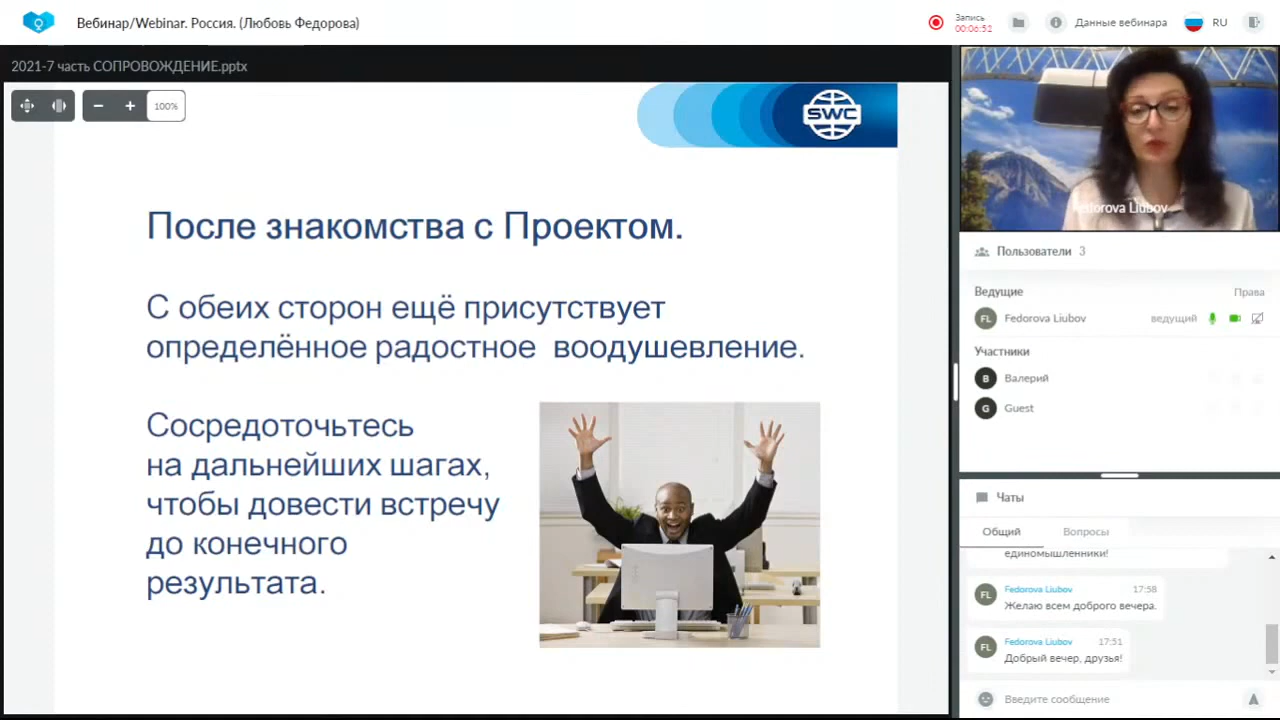 Вебинар/Webinar. Россия. (Любовь Федорова)
Запись
00:06:52
Данные вебинара
RU
2021-7 часть СОПРОВОЖДЕНИЕ.pptx
100%
SWC
После знакомства с Проектом.
С обеих сторон ещё присутствует
определённое радостное воодушевление.
Сосредоточьтесь
на дальнейших шагах,
чтобы довести встречу
до конечного
результата.
Fedorova Liubov
Пользователи 3
Ведущие Права
FL Fedorova Liubov ведущий
Участники
В Валерий
G Guest
Чаты
Общий Вопросы
единомышленники!
FL Fedorova Liubov 17:58
Желаю всем доброго вечера.
FL Fedorova Liubov 17:51
Добрый вечер, друзья!
Введите сообщение